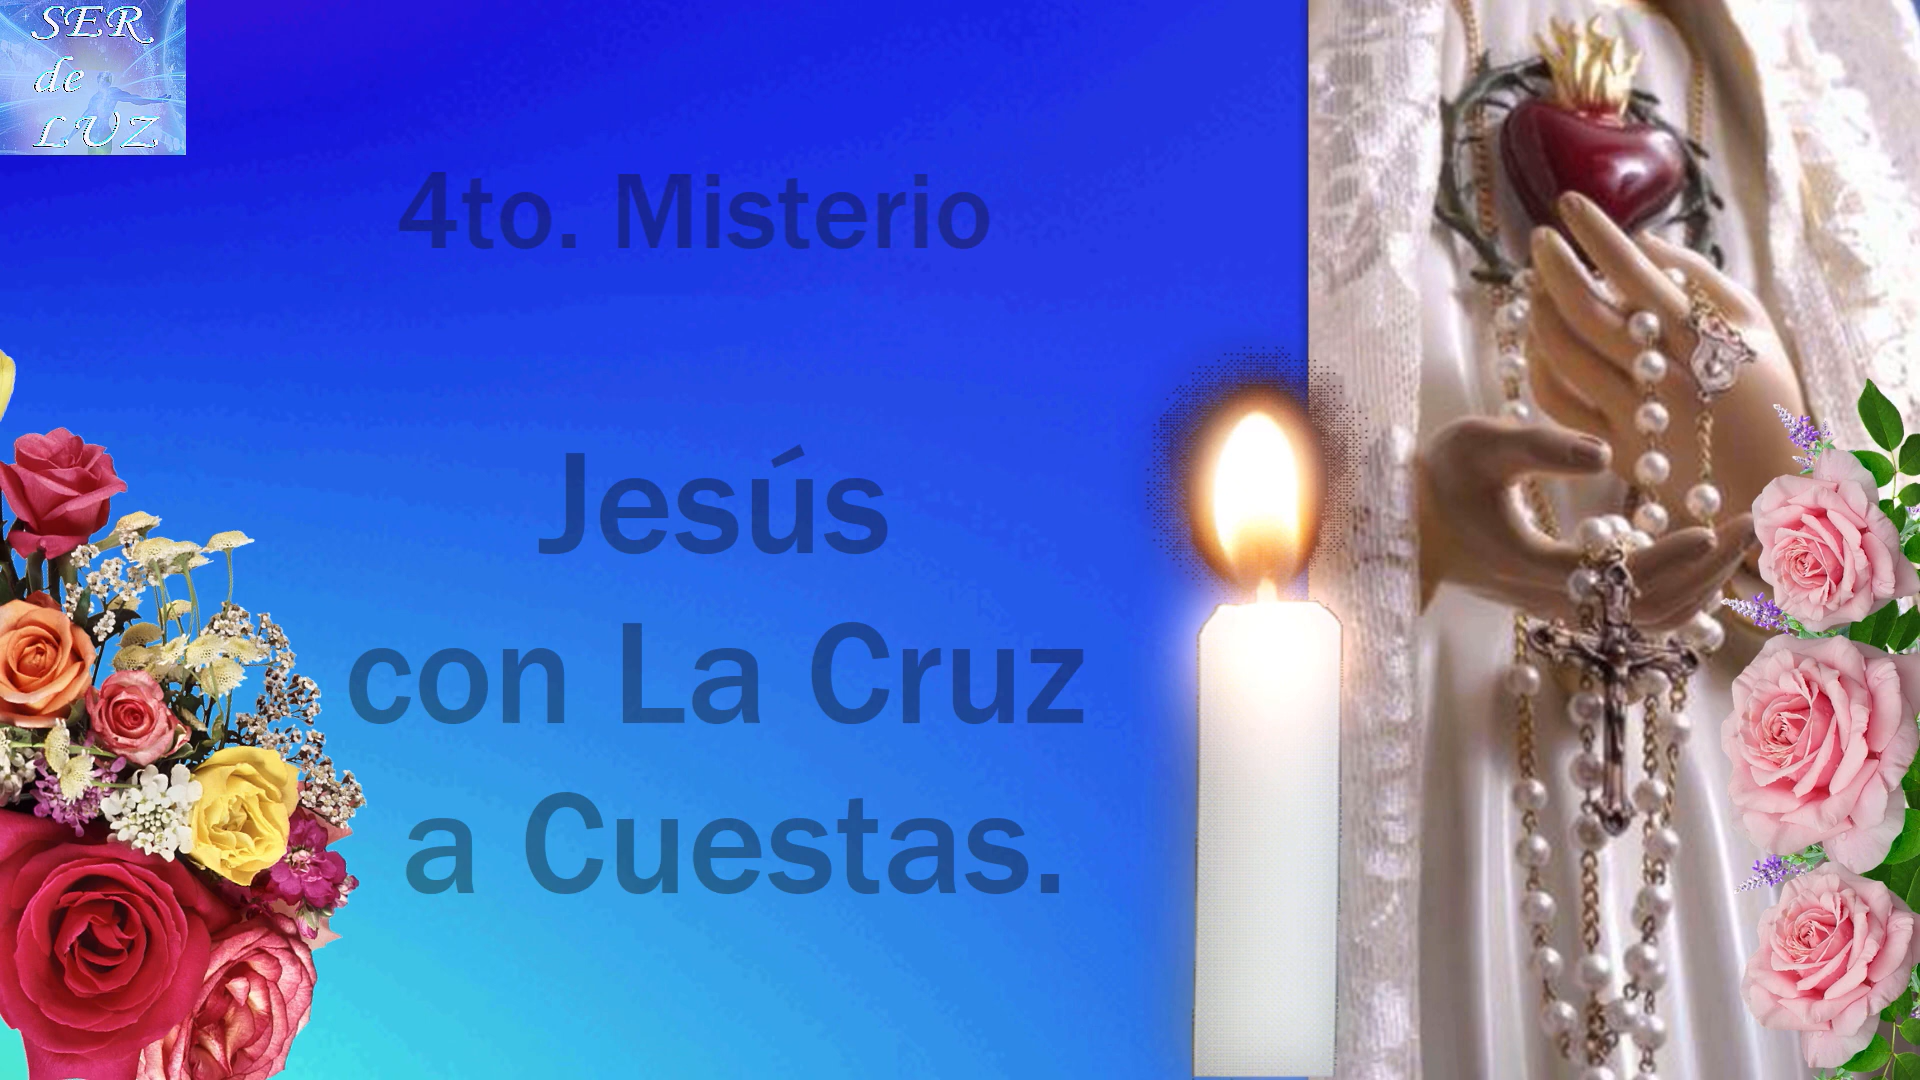 SER
de
LUZ
4to. Misterio
Jesús
con La Cruz
a Cuestas.